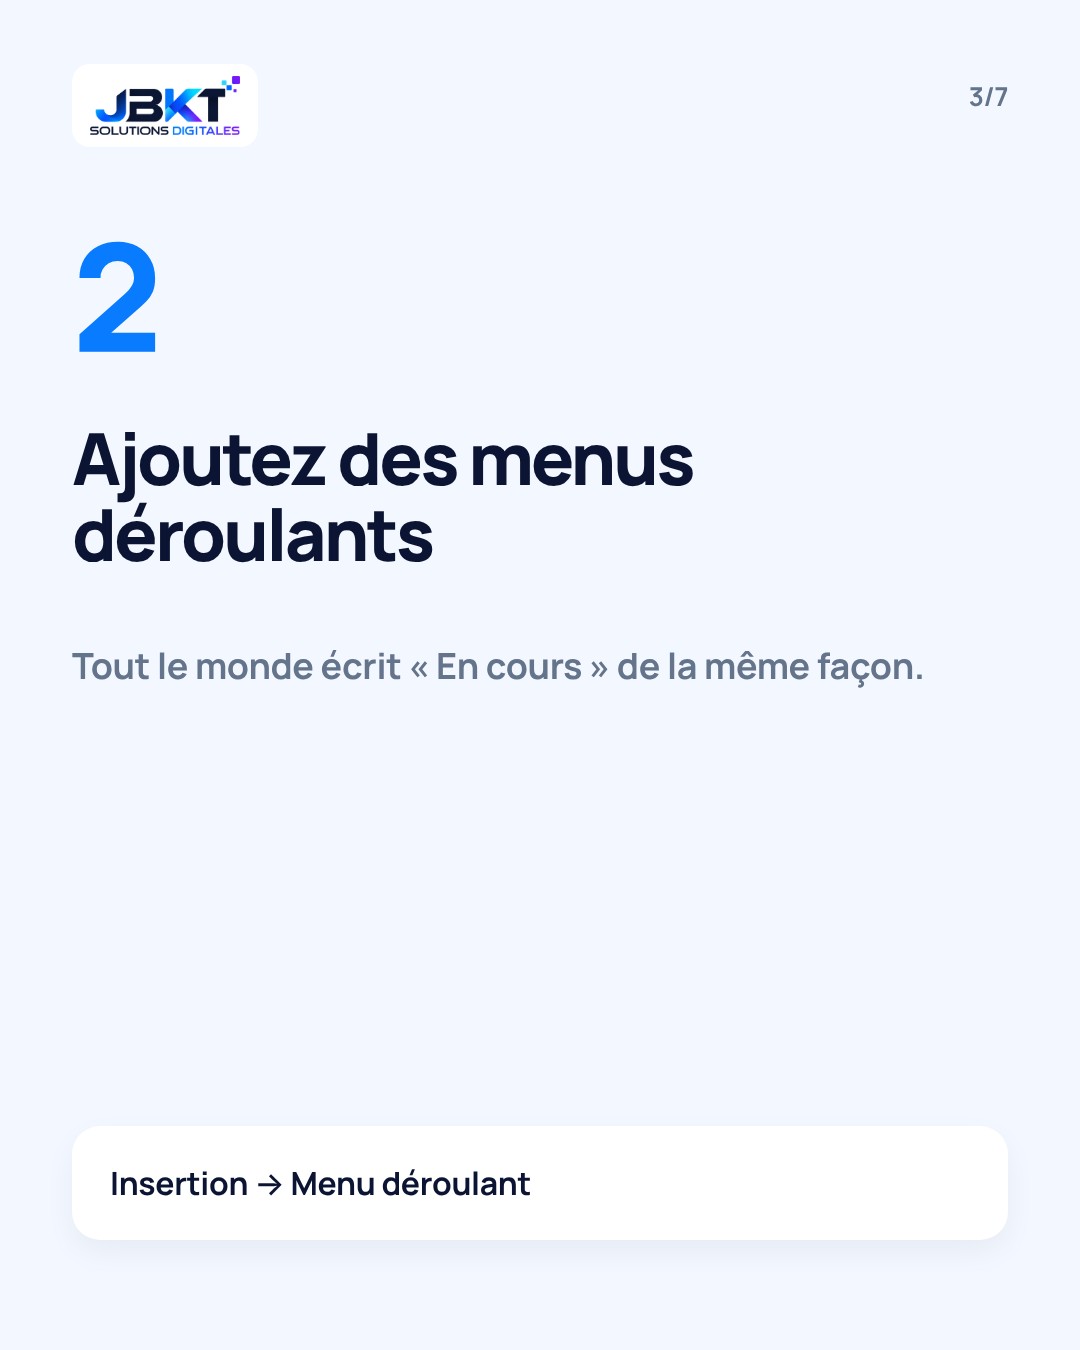 JBKT
SOLUTIONS DIGITALES
3/7
2
Ajoutez des menus
déroulants
Tout le monde écrit « En cours » de la même façon.
Insertion → Menu déroulant